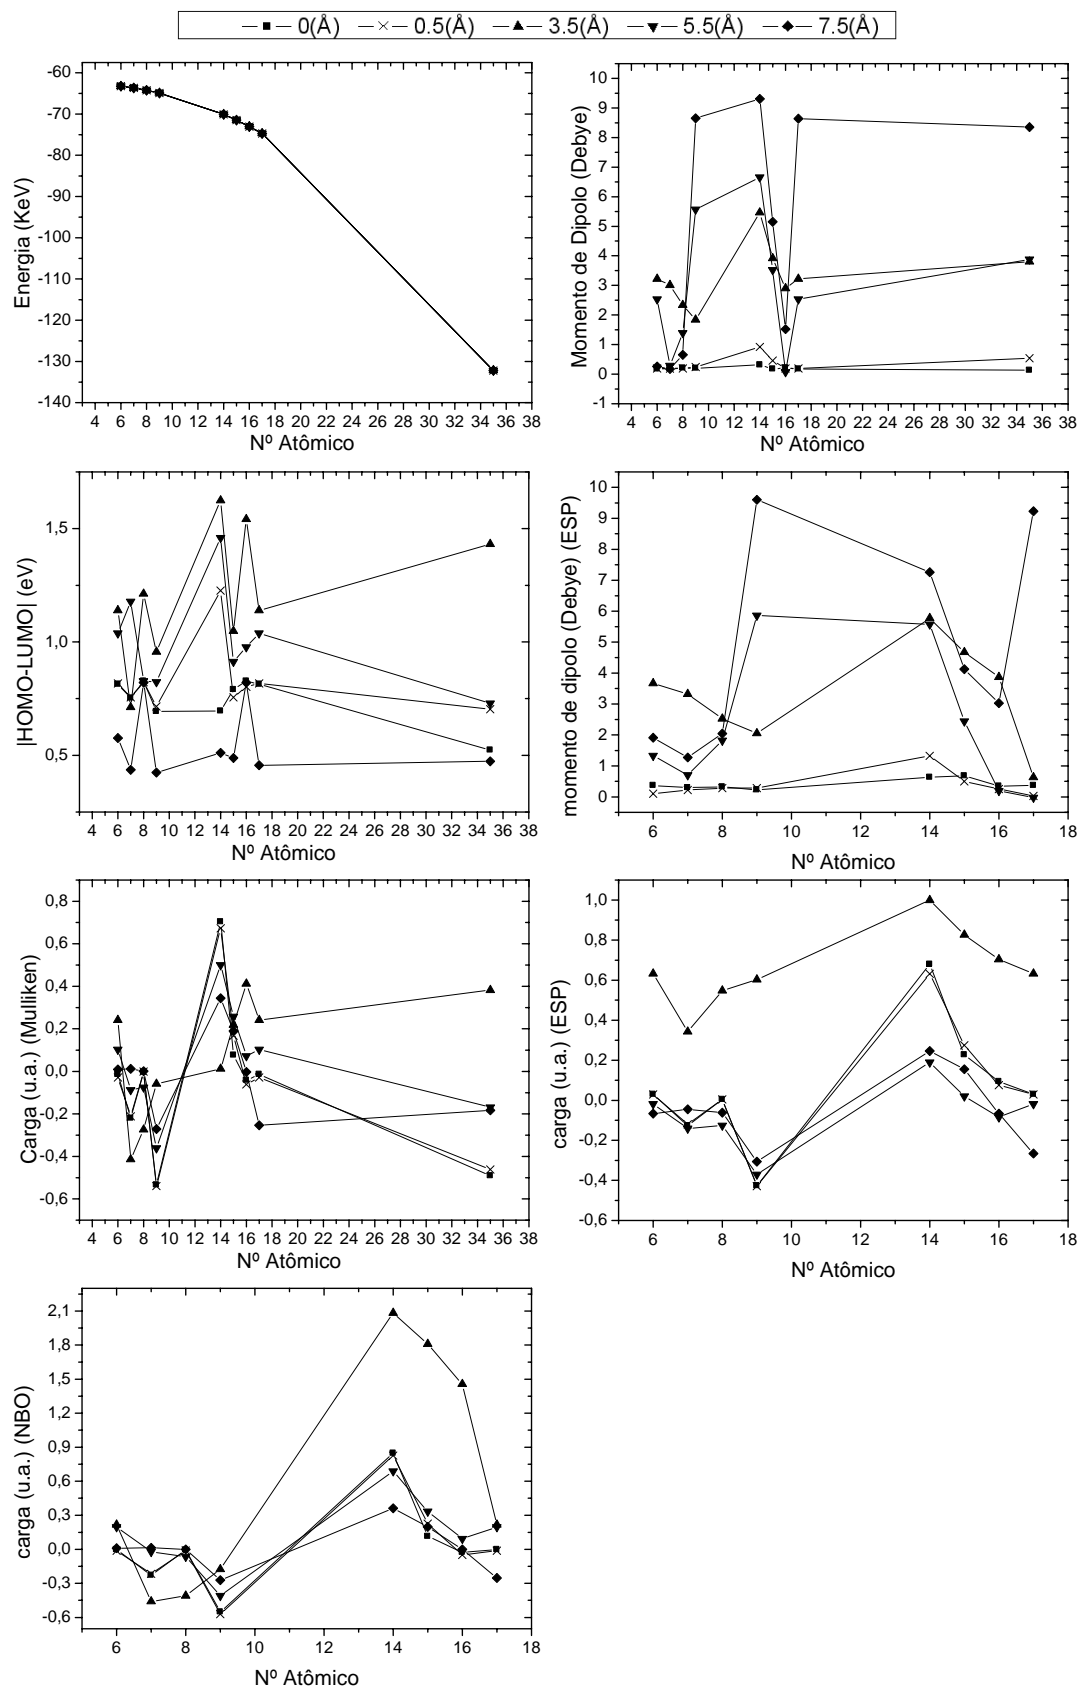 0(Å) 0.5(Å) 3.5(Å) 5.5(Å) 7.5(Å)
-60
-70
-80
-90
-100
-110
-120
-130
-140
Energia (KeV)
4 6 8 10 12 14 16 18 20 22 24 26 28 30 32 34 36 38
Nº Atômico
10
9
8
7
6
5
4
3
2
1
0
-1
Momento de Dipolo (Debye)
4 6 8 10 12 14 16 18 20 22 24 26 28 30 32 34 36 38
Nº Atômico
1,5
1,0
0,5
|HOMO-LUMO| (eV)
4 6 8 10 12 14 16 18 20 22 24 26 28 30 32 34 36 38
Nº Atômico
10
9
8
7
6
5
4
3
2
1
0
momento de dipolo (Debye) (ESP)
6 8 10 12 14 16 18
Nº Atômico
0,8
0,6
0,4
0,2
0,0
-0,2
-0,4
-0,6
Carga (u.a.) (Mulliken)
4 6 8 10 12 14 16 18 20 22 24 26 28 30 32 34 36 38
Nº Atômico
1,0
0,8
0,6
0,4
0,2
0,0
-0,2
-0,4
-0,6
carga (u.a.) (ESP)
6 8 10 12 14 16 18
Nº Atômico
2,1
1,8
1,5
1,2
0,9
0,6
0,3
0,0
-0,3
-0,6
carga (u.a.) (NBO)
6 8 10 12 14 16 18
Nº Atômico